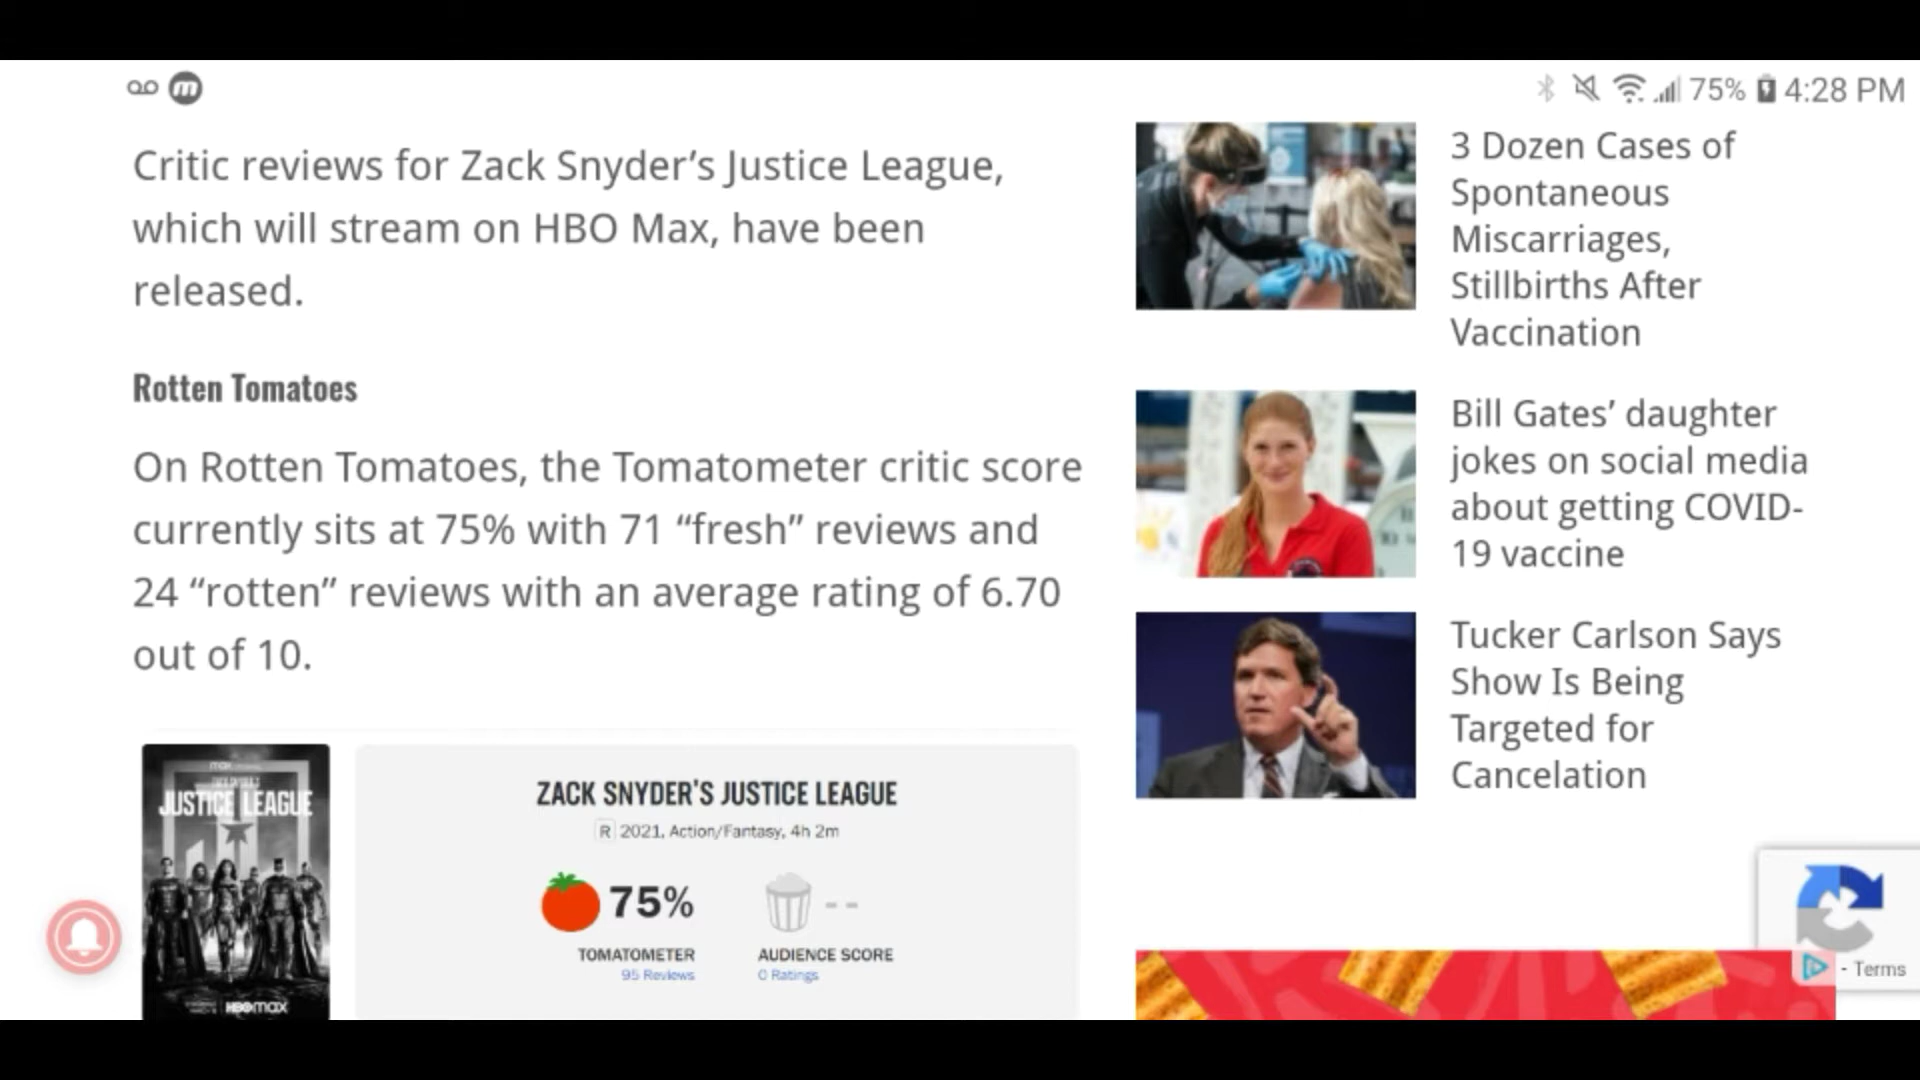 75% 4:28 PM
Critic reviews for Zack Snyder’s Justice League,
which will stream on HBO Max, have been
released.
Rotten Tomatoes
On Rotten Tomatoes, the Tomatometer critic score
currently sits at 75% with 71 “fresh” reviews and
24 “rotten” reviews with an average rating of 6.70
out of 10.
max
JUSTICE LEAGUE
HBOmax
ZACK SNYDER'S JUSTICE LEAGUE
R 2021, Action/Fantasy, 4h 2m
75%
TOMATOMETER
95 Reviews
- -
AUDIENCE SCORE
0 Ratings
3 Dozen Cases of
Spontaneous
Miscarriages,
Stillbirths After
Vaccination
Bill Gates’ daughter
jokes on social media
about getting COVID-
19 vaccine
Tucker Carlson Says
Show Is Being
Targeted for
Cancelation
- Terms